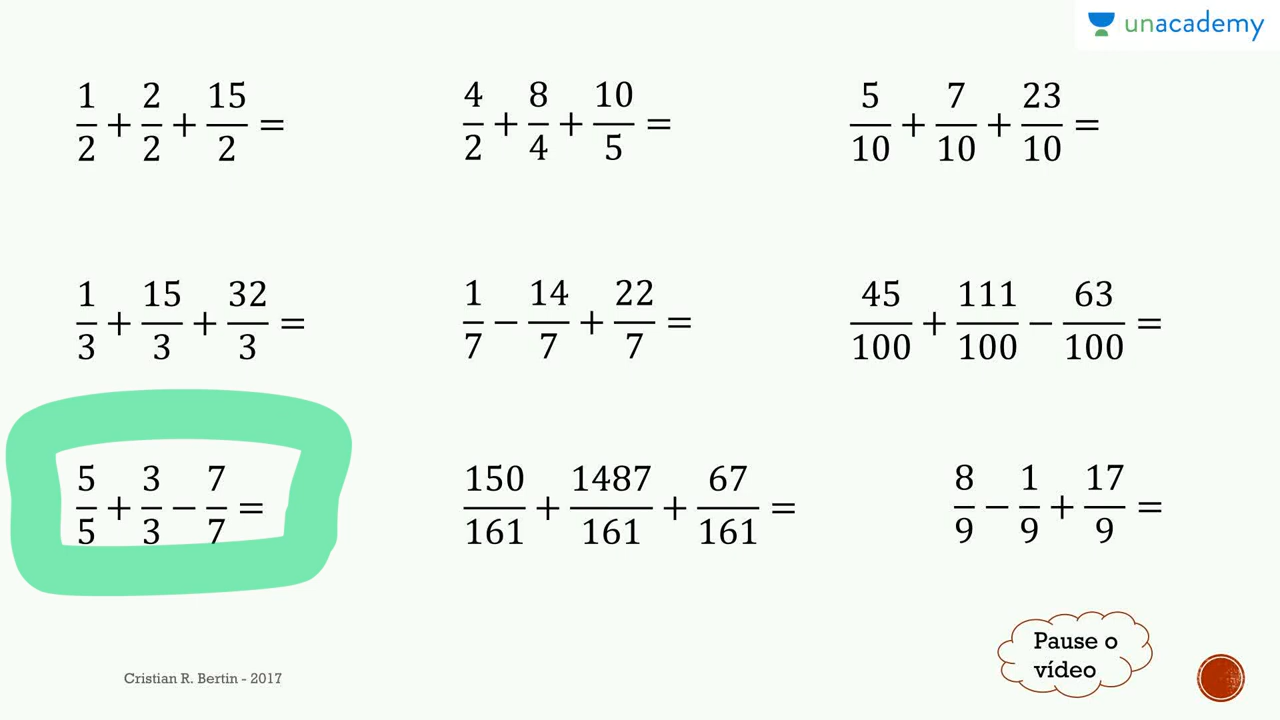 unacademy
1/2 + 2/2 + 15/2 =
4/2 + 8/4 + 10/5 =
5/10 + 7/10 + 23/10 =
1/3 + 15/3 + 32/3 =
1/7 − 14/7 + 22/7 =
45/100 + 111/100 − 63/100 =
5/5 + 3/3 − 7/7 =
150/161 + 1487/161 + 67/161 =
8/9 − 1/9 + 17/9 =
Pause o
vídeo
Cristian R. Bertin - 2017